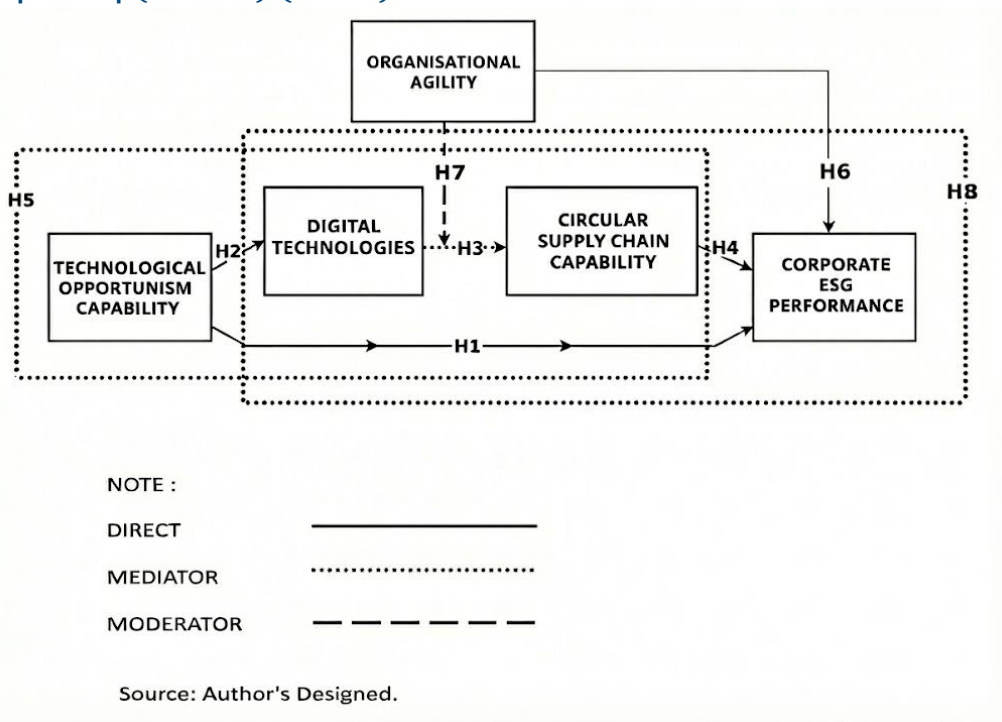 ORGANISATIONAL
AGILITY
H7
H6
H5
H8
DIGITAL
TECHNOLOGIES
CIRCULAR
SUPPLY CHAIN
CAPABILITY
H2
H3
H4
TECHNOLOGICAL
OPPORTUNISM
CAPABILITY
CORPORATE
ESG
PERFORMANCE
H1
NOTE :
DIRECT
MEDIATOR
MODERATOR
Source: Author's Designed.